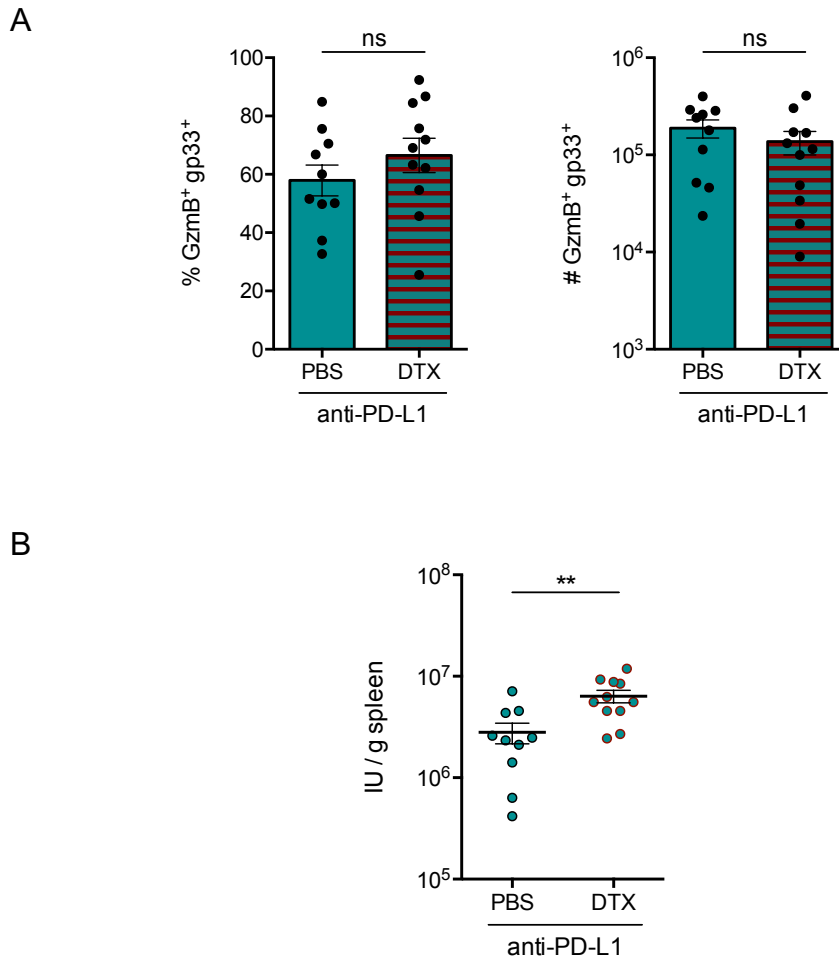 A
ns
% GzmB⁺ gp33⁺
100
80
60
40
20
0
PBS DTX
anti-PD-L1
ns
# GzmB⁺ gp33⁺
10⁶
10⁵
10⁴
10³
PBS DTX
anti-PD-L1
B
**
IU / g spleen
10⁸
10⁷
10⁶
10⁵
PBS DTX
anti-PD-L1